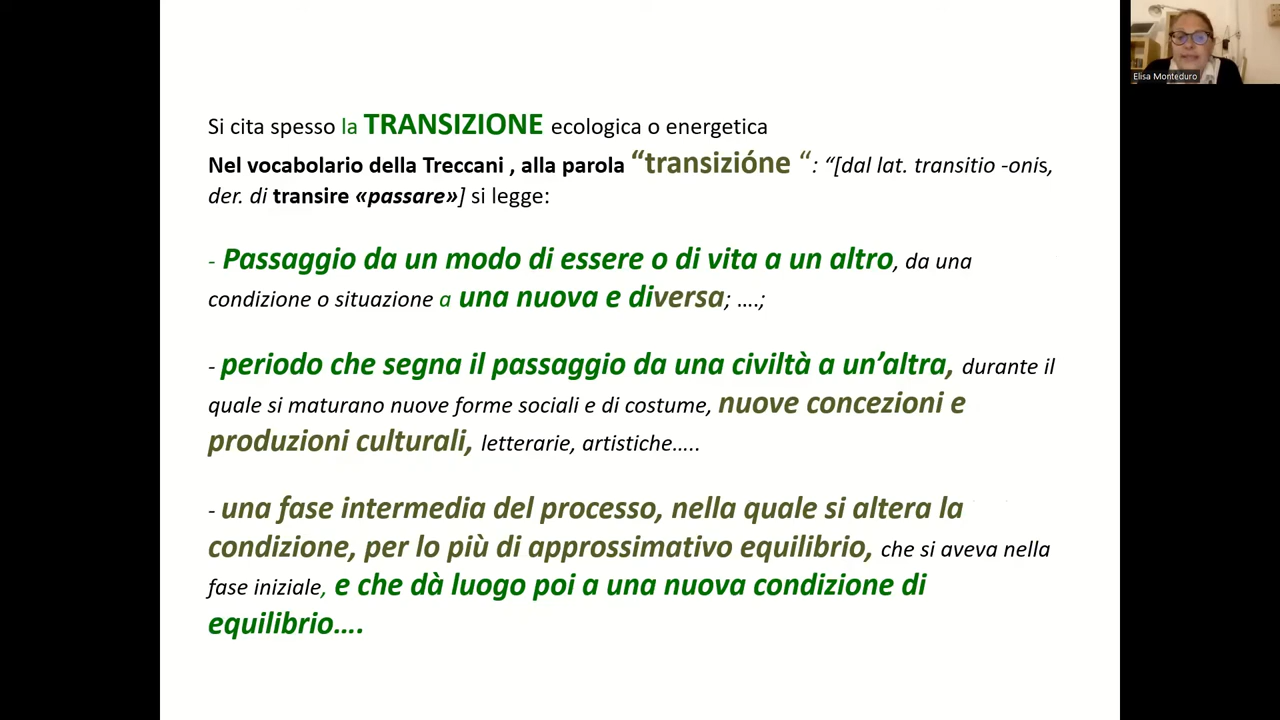 Si cita spesso la TRANSIZIONE ecologica o energetica
Nel vocabolario della Treccani , alla parola “transizióne “: “[dal lat. transitio -onis,
der. di transire «passare»] si legge:
- Passaggio da un modo di essere o di vita a un altro, da una
condizione o situazione a una nuova e diversa; ….;
- periodo che segna il passaggio da una civiltà a un’altra, durante il
quale si maturano nuove forme sociali e di costume, nuove concezioni e
produzioni culturali, letterarie, artistiche…..
- una fase intermedia del processo, nella quale si altera la
condizione, per lo più di approssimativo equilibrio, che si aveva nella
fase iniziale, e che dà luogo poi a una nuova condizione di
equilibrio….
Elisa Monteduro